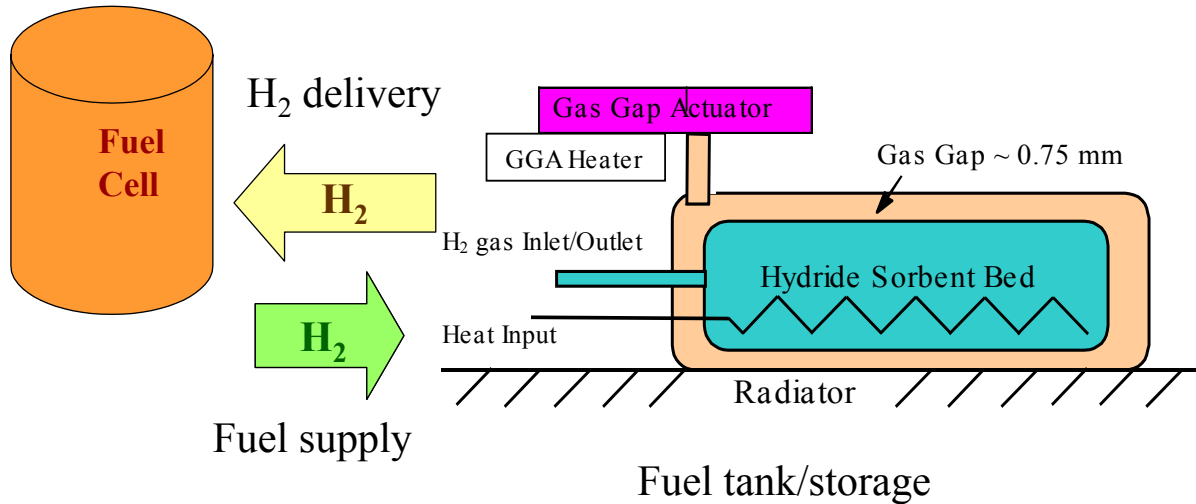 H₂ delivery
Fuel
Cell
H₂
H₂
Fuel supply
Gas Gap Actuator
GGA Heater
Gas Gap ~ 0.75 mm
H₂ gas Inlet/Outlet
Hydride Sorbent Bed
Heat Input
Radiator
Fuel tank/storage